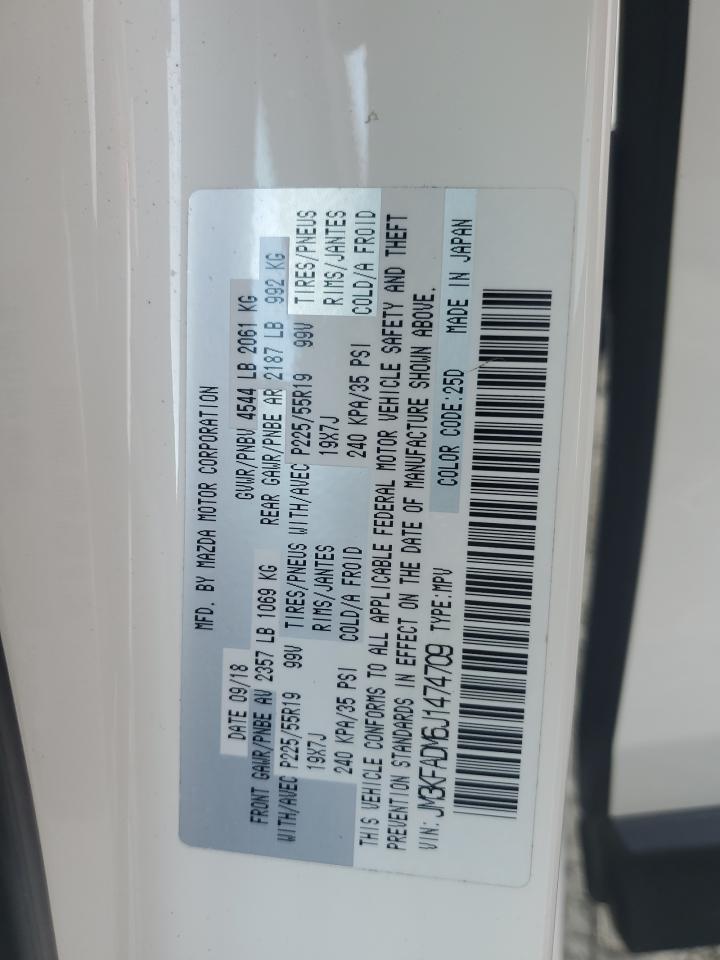 MFD. BY MAZDA MOTOR CORPORATION
DATE 09/18 GVWR/PNBV 4544 LB 2061 KG
FRONT GAWR/PNBE AV 2357 LB 1069 KG REAR GAWR/PNBE AR 2187 LB 992 KG
WITH/AVEC P225/55R19 99V TIRES/PNEUS WITH/AVEC P225/55R19 99V TIRES/PNEUS
19X7J RIMS/JANTES 19X7J RIMS/JANTES
240 KPA/35 PSI COLD/A FROID 240 KPA/35 PSI COLD/A FROID
THIS VEHICLE CONFORMS TO ALL APPLICABLE FEDERAL MOTOR VEHICLE SAFETY AND THEFT
PREVENTION STANDARDS IN EFFECT ON THE DATE OF MANUFACTURE SHOWN ABOVE.
VIN: JM3KFADM6J1474709 TYPE:MPV COLOR CODE:25D MADE IN JAPAN